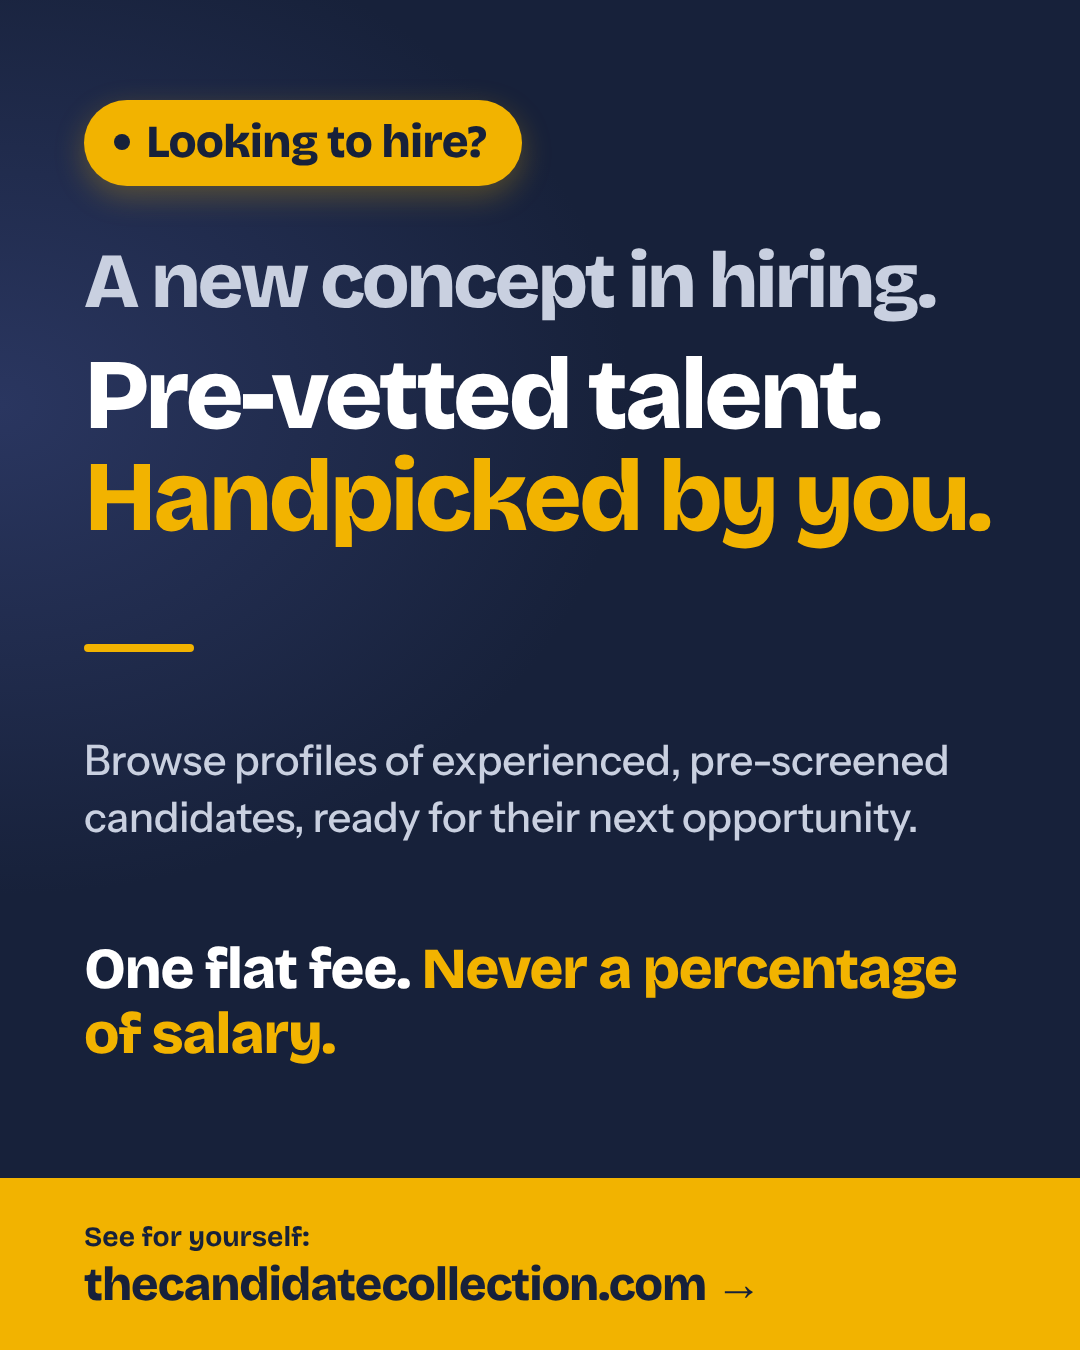 • Looking to hire?
A new concept in hiring.
Pre-vetted talent.
Handpicked by you.
Browse profiles of experienced, pre-screened
candidates, ready for their next opportunity.
One flat fee. Never a percentage
of salary.
See for yourself:
thecandidatecollection.com →